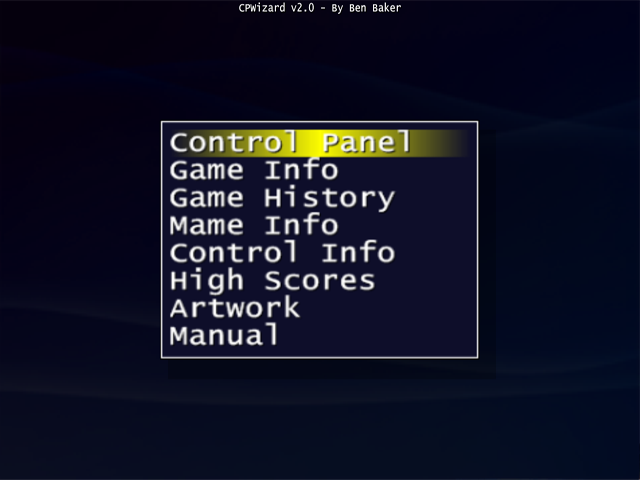 CPWizard v2.0 - By Ben Baker
Control Panel
Game Info
Game History
Mame Info
Control Info
High Scores
Artwork
Manual